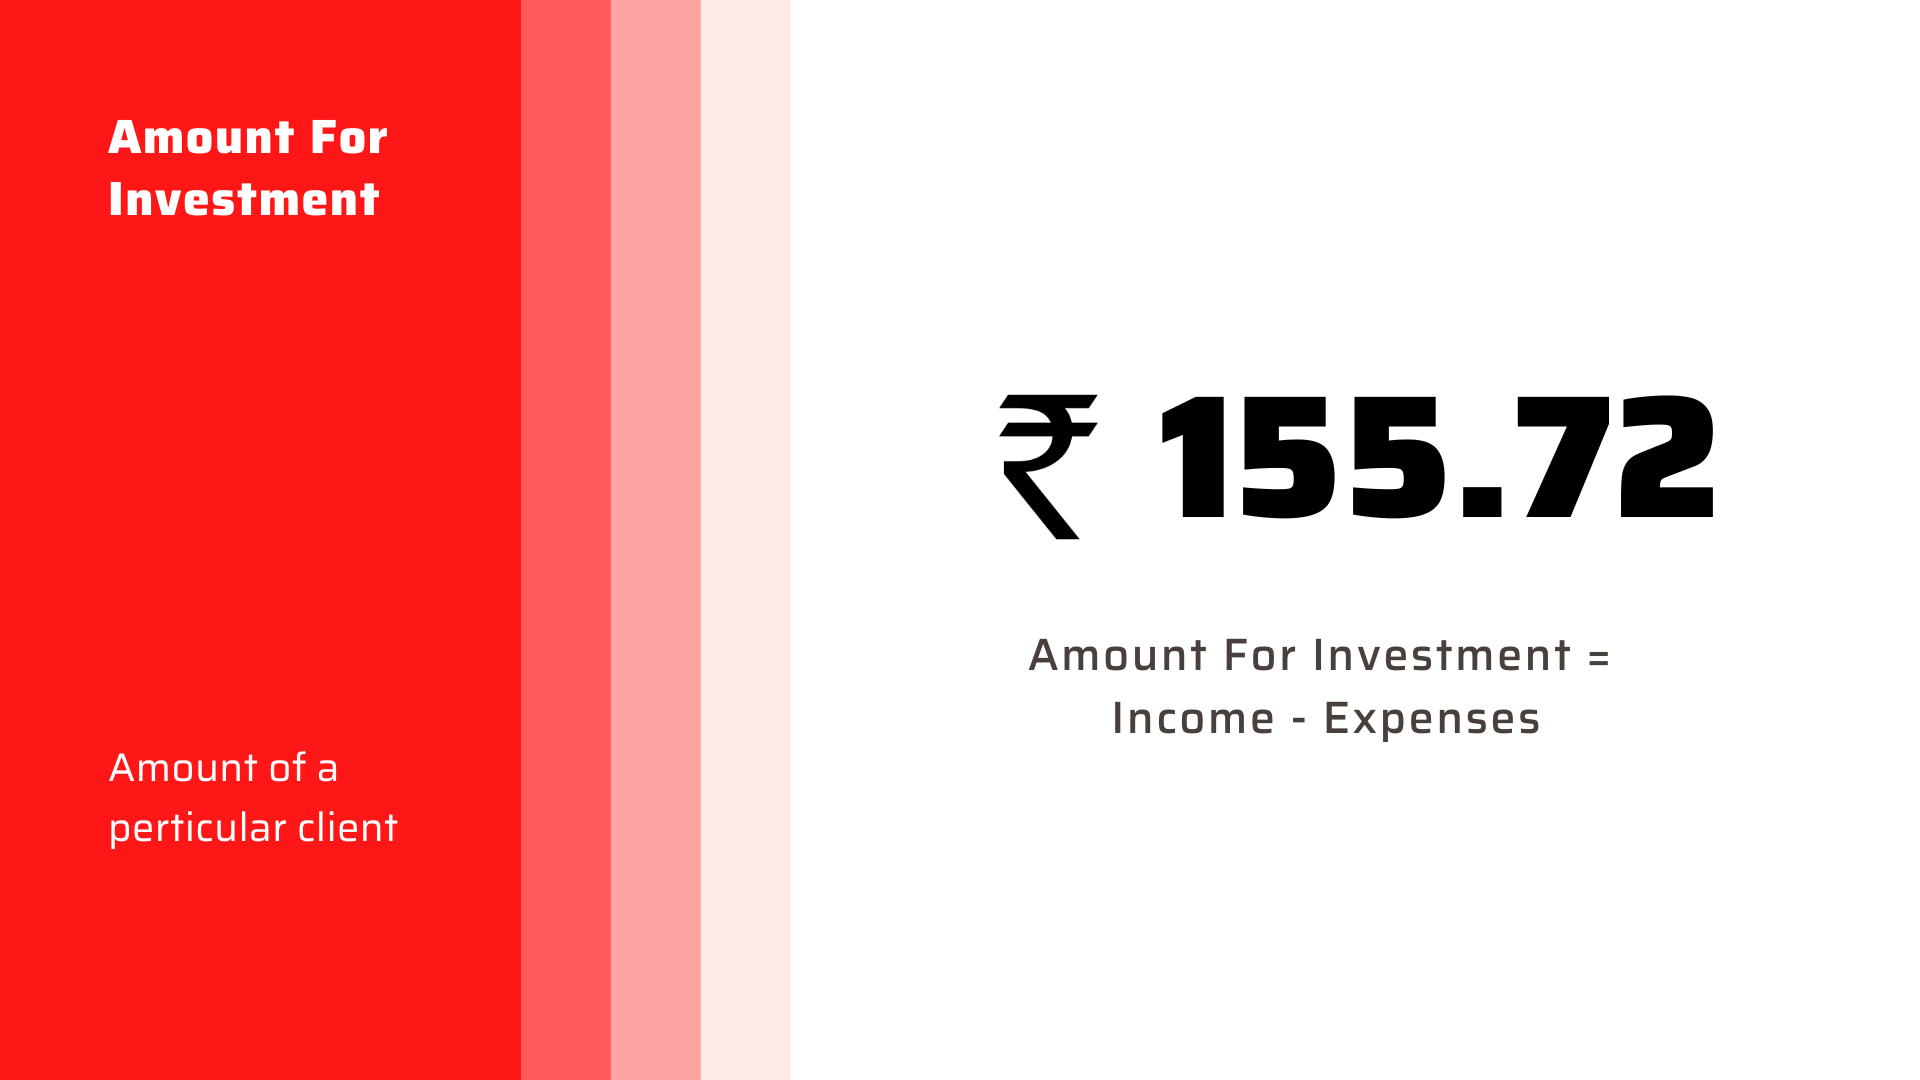 Amount For
Investment
Amount of a
perticular client
₹ 155.72
Amount For Investment =
Income - Expenses